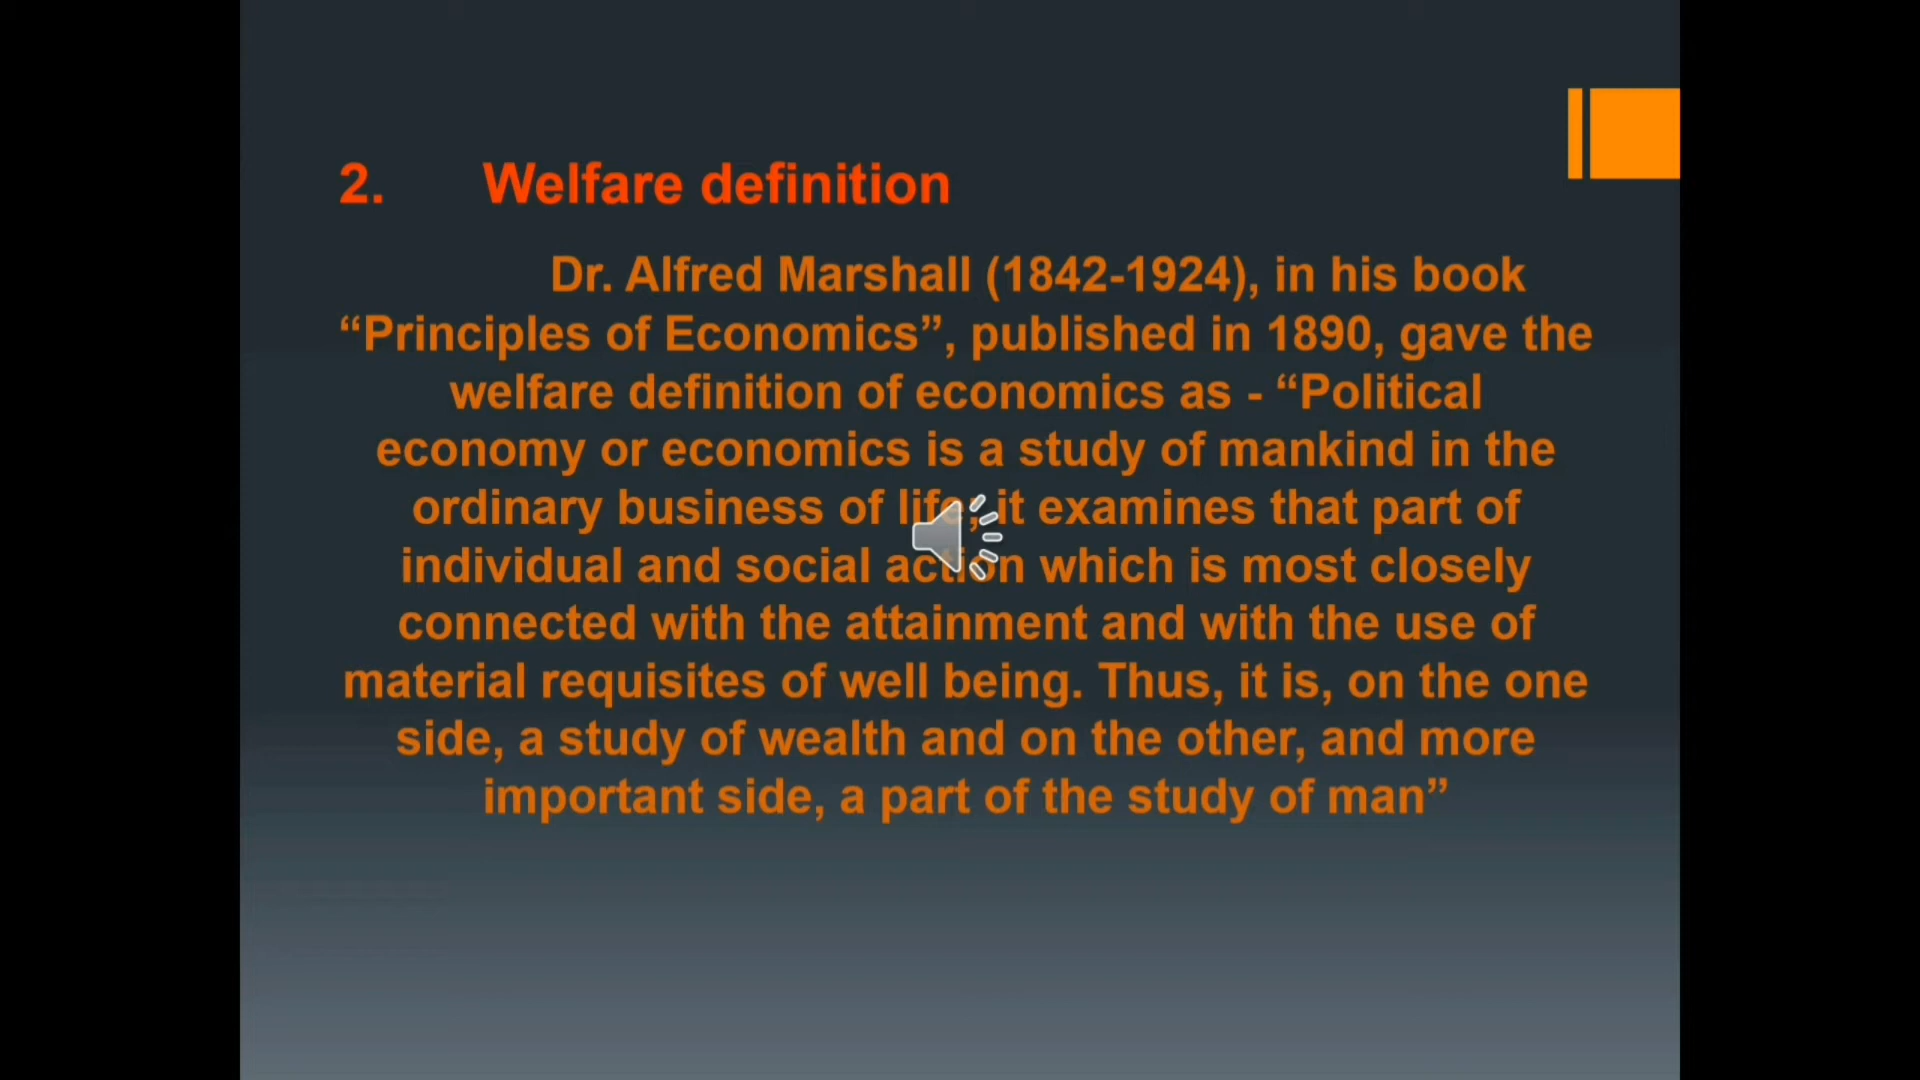 2. Welfare definition
Dr. Alfred Marshall (1842-1924), in his book
“Principles of Economics”, published in 1890, gave the
welfare definition of economics as - “Political
economy or economics is a study of mankind in the
ordinary business of life; it examines that part of
individual and social action which is most closely
connected with the attainment and with the use of
material requisites of well being. Thus, it is, on the one
side, a study of wealth and on the other, and more
important side, a part of the study of man”